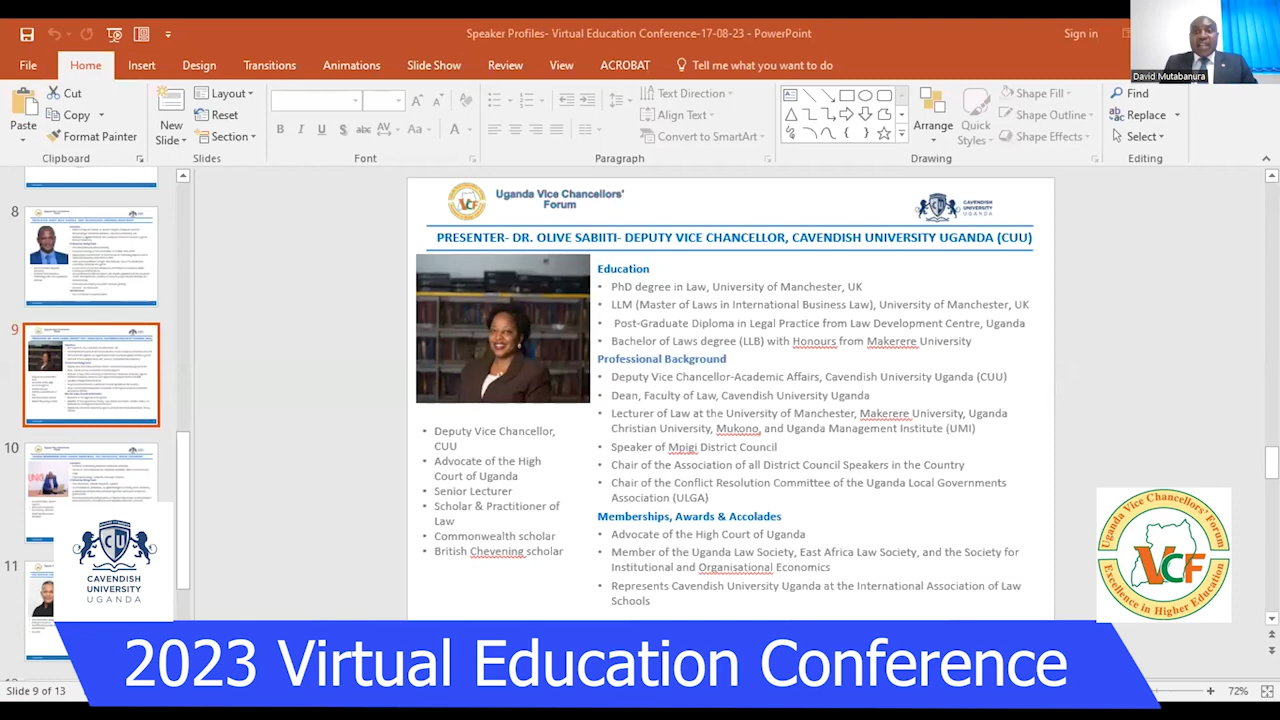 Speaker Profiles- Virtual Education Conference-17-08-23 - PowerPoint
Sign in
David Mutabanura
File Home Insert Design Transitions Animations Slide Show Review View ACROBAT Tell me what you want to do
Paste
Cut
Copy
Format Painter
Clipboard
New
Slide
Layout
Reset
Section
Slides
Font
Text Direction
Align Text
Convert to SmartArt
Paragraph
Arrange
Quick
Styles
Shape Fill
Shape Outline
Shape Effects
Drawing
Find
Replace
Select
Editing
8
9
10
11
Uganda Vice Chancellors'
Forum
VCF
CAVENDISH
UNIVERSITY
UGANDA
PRESENTER DR. OLIVE SABIITI- DEPUTY VICE CHANCELLOR, CAVENDISH UNIVERSITY UGANDA (CUU)
• Deputy Vice Chancellor,
CUU
• Advocate of the High
Court of Uganda
• Senior Lecturer
• Scholar & Practitioner of
Law
• Commonwealth scholar
• British Chevening scholar
Education
• PhD degree in Law, University of Manchester, UK
• LLM (Master of Laws in International Business Law), University of Manchester, UK
• Post-Graduate Diploma in Legal Practice from Law Development Centre, Uganda
• Bachelor of Laws degree (LLB) with Honours from Makerere University
Professional Background
• Deputy Vice Chancellor Cavendish University Uganda (CUU)
• Dean, Faculty of Law, Cavendish University Uganda
• Lecturer of Law at the University of Manchester, Makerere University, Uganda
Christian University, Mukono, and Uganda Management Institute (UMI)
• Speaker of Mpigi District Council
• Chair of the Association of all District Council Speakers in the Country
• Chair of the Conflict Resolution of the Uganda Local Governments
Association (ULGA)
Memberships, Awards & Accolades
• Advocate of the High Court of Uganda
• Member of the Uganda Law Society, East Africa Law Society, and the Society for
Institutional and Organisational Economics
• Represents Cavendish University Uganda at the International Association of Law
Schools
CU
CAVENDISH
UNIVERSITY
UGANDA
Uganda Vice Chancellors' Forum
VCF
Excellence in Higher Education
2023 Virtual Education Conference
Slide 9 of 13
72%